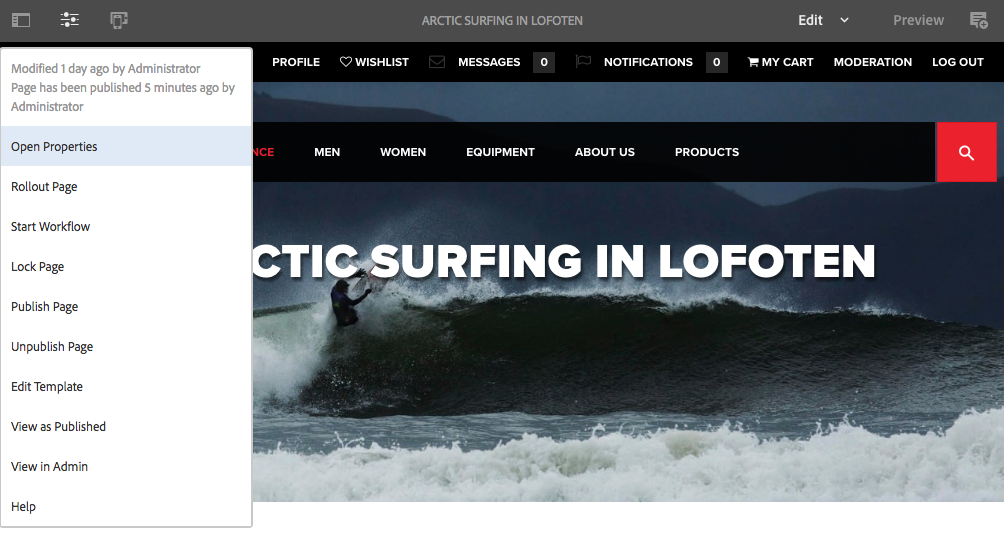 ARCTIC SURFING IN LOFOTEN
Edit
Preview
Modified 1 day ago by Administrator
Page has been published 5 minutes ago by
Administrator
Open Properties
Rollout Page
Start Workflow
Lock Page
Publish Page
Unpublish Page
Edit Template
View as Published
View in Admin
Help
PROFILE WISHLIST MESSAGES 0 NOTIFICATIONS 0 MY CART MODERATION LOG OUT
NCE MEN WOMEN EQUIPMENT ABOUT US PRODUCTS
CTIC SURFING IN LOFOTEN